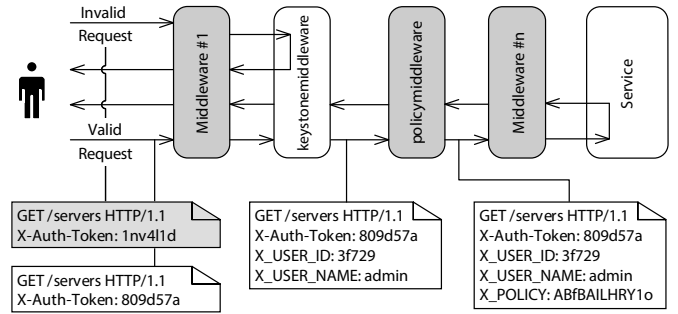 Invalid
Request
Valid
Request
Middleware #1
keystonemiddleware
policymiddleware
Middleware #n
Service
GET /servers HTTP/1.1
X-Auth-Token: 1nv4l1d
GET /servers HTTP/1.1
X-Auth-Token: 809d57a
GET /servers HTTP/1.1
X-Auth-Token: 809d57a
X_USER_ID: 3f729
X_USER_NAME: admin
GET /servers HTTP/1.1
X-Auth-Token: 809d57a
X_USER_ID: 3f729
X_USER_NAME: admin
X_POLICY: ABfBAILHRY1o